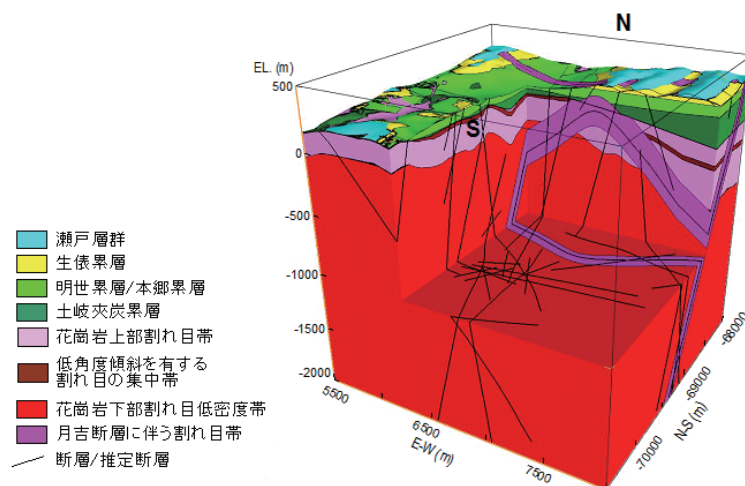 N
EL. (m)
500
S
0
-500
-1000
-1500
-2000
5500
6500
E-W (m)
7500
-70000
-69000
N-S (m)
-68000
瀬戸層群
生俵累層
明世累層/本郷累層
土岐夾炭累層
花崗岩上部割れ目帯
低角度傾斜を有する
割れ目の集中帯
花崗岩下部割れ目低密度帯
月吉断層に伴う割れ目帯
断層/推定断層